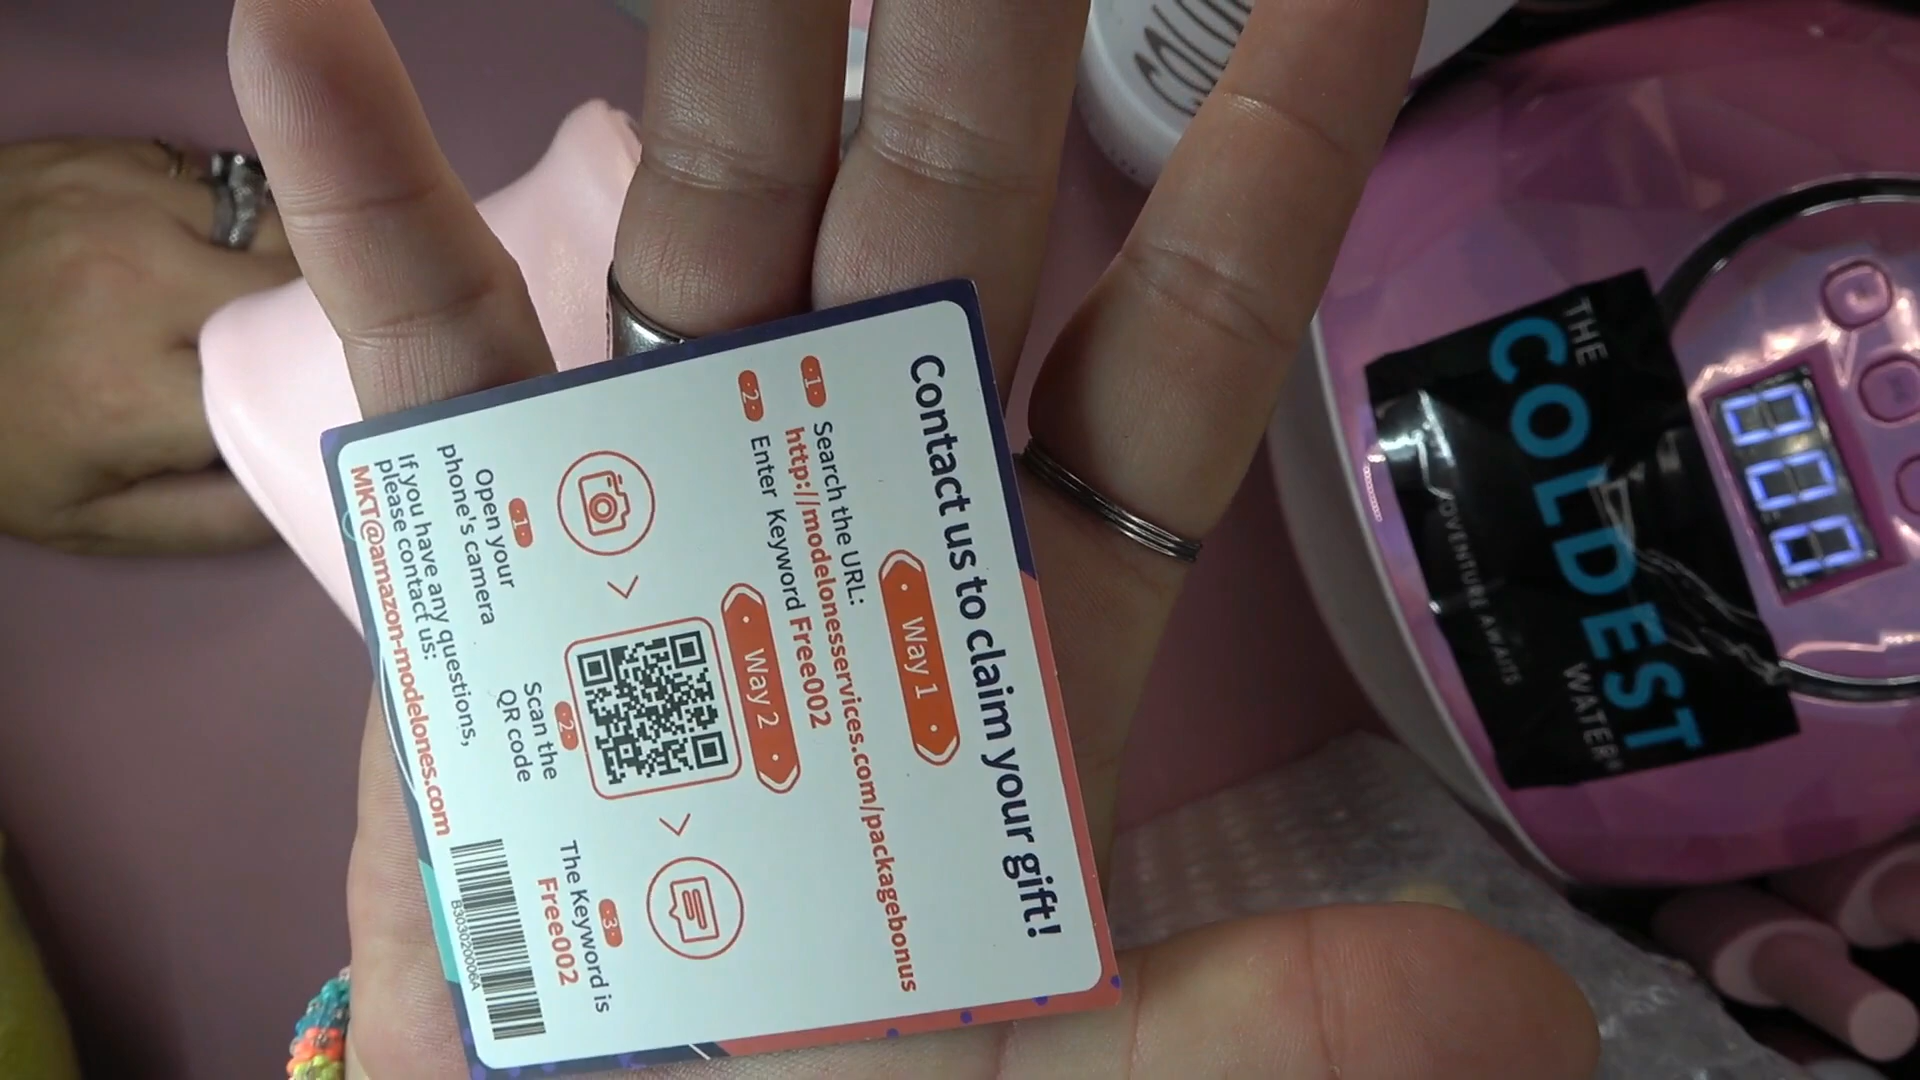 Contact us to claim your gift!
Way 1
1 Search the URL:
http://modelonesservices.com/packagebonus
2 Enter Keyword Free002
Way 2
1
Open your
phone's camera
2
Scan the
QR code
3
The Keyword is
Free002
If you have any questions,
please contact us:
MKT@amazon-modelones.com
B303020006A
THE
COLDEST
WATER
ADVENTURE AWAITS
000